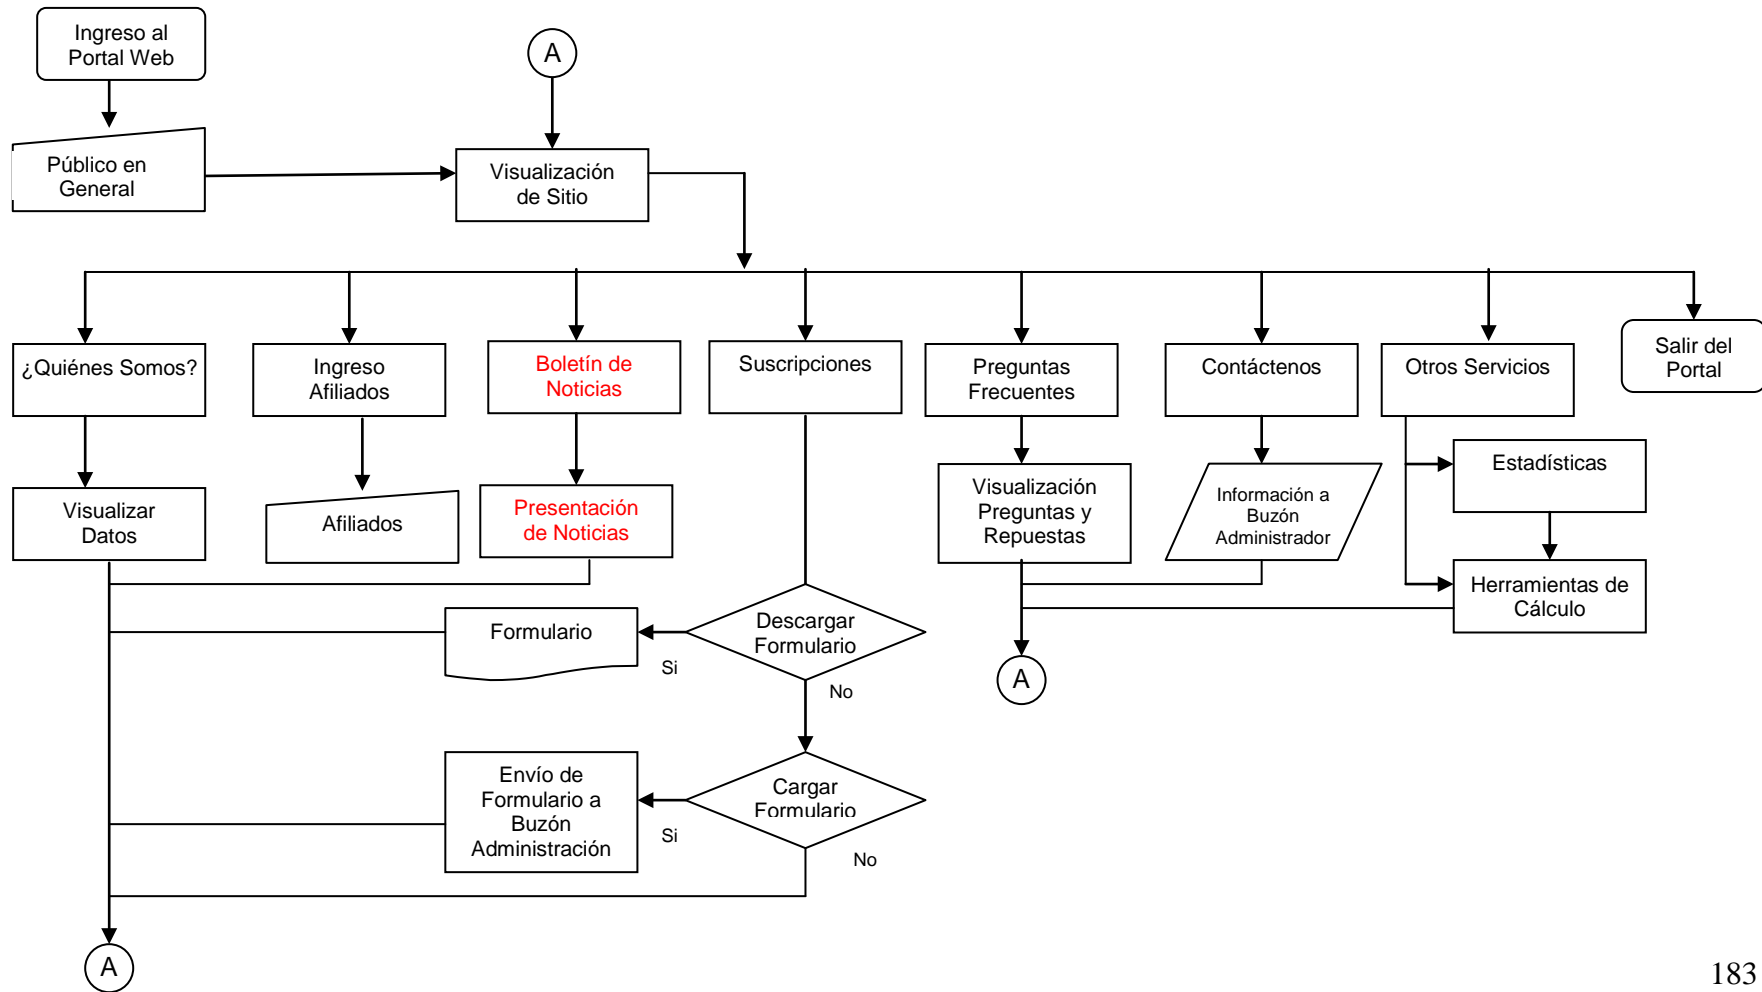 Ingreso al
Portal Web
A
Público en
General
Visualización
de Sitio
¿Quiénes Somos?
Ingreso
Afiliados
Boletín de
Noticias
Suscripciones
Preguntas
Frecuentes
Contáctenos
Otros Servicios
Salir del
Portal
Visualizar
Datos
Afiliados
Presentación
de Noticias
Visualización
Preguntas y
Repuestas
Información a
Buzón
Administrador
Estadísticas
Herramientas de
Cálculo
Formulario
Si
Descargar
Formulario
No
A
Envío de
Formulario a
Buzón
Administración
Si
Cargar
Formulario
No
A
183